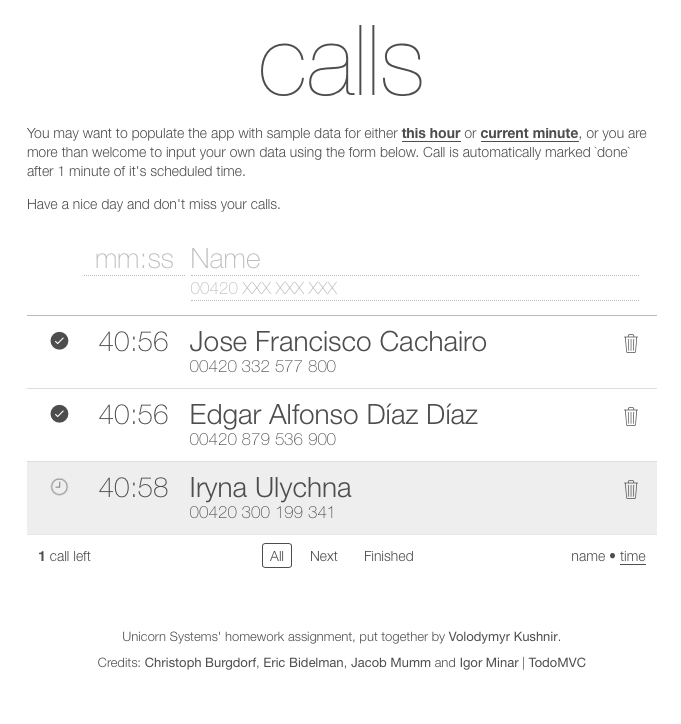 calls
You may want to populate the app with sample data for either this hour or current minute, or you are
more than welcome to input your own data using the form below. Call is automatically marked `done`
after 1 minute of it's scheduled time.
Have a nice day and don't miss your calls.
mm:ss Name
00420 XXX XXX XXX
40:56 Jose Francisco Cachairo
00420 332 577 800
40:56 Edgar Alfonso Díaz Díaz
00420 879 536 900
40:58 Iryna Ulychna
00420 300 199 341
1 call left All Next Finished name • time
Unicorn Systems' homework assignment, put together by Volodymyr Kushnir.
Credits: Christoph Burgdorf, Eric Bidelman, Jacob Mumm and Igor Minar | TodoMVC